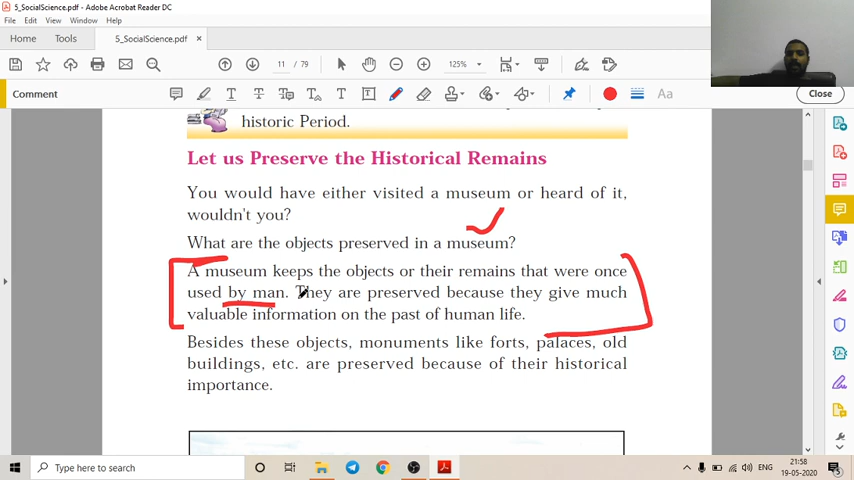 5_SocialScience.pdf - Adobe Acrobat Reader DC
File Edit View Window Help
Home Tools 5_SocialScience.pdf ×
11 / 79 125%
Comment Aa Close
historic Period.
Let us Preserve the Historical Remains
You would have either visited a museum or heard of it,
wouldn't you?
What are the objects preserved in a museum?
A museum keeps the objects or their remains that were once
used by man. They are preserved because they give much
valuable information on the past of human life.
Besides these objects, monuments like forts, palaces, old
buildings, etc. are preserved because of their historical
importance.
Type here to search
ENG
21:58
19-05-2020